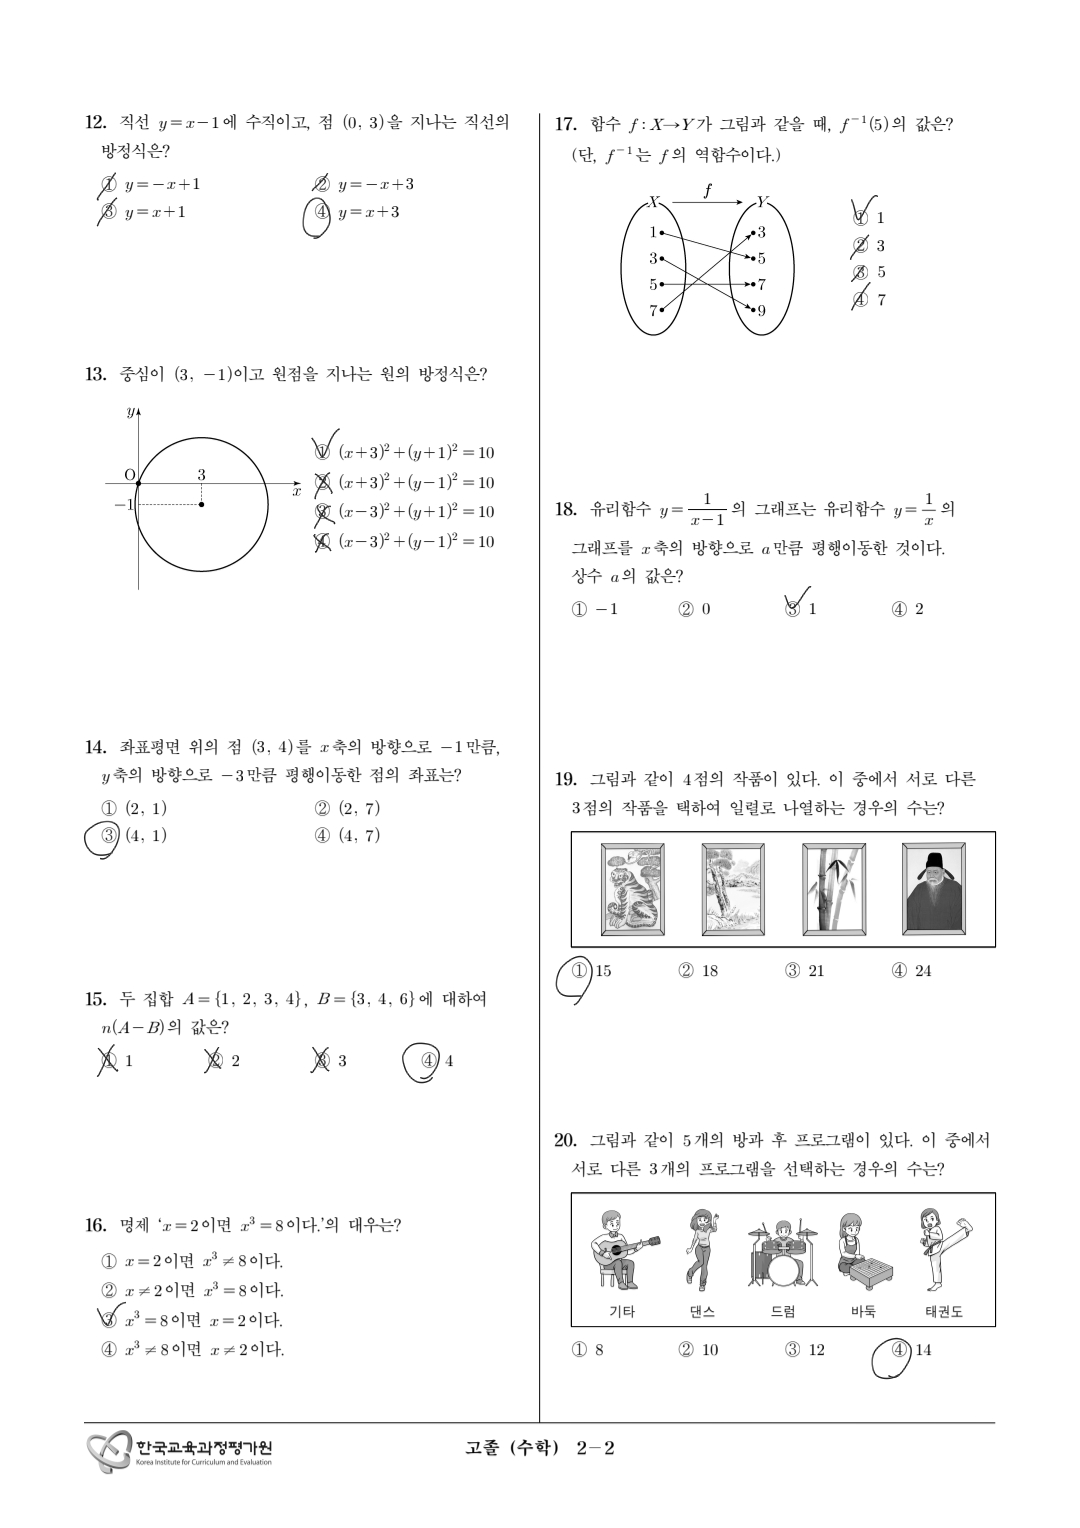 12. 직선 y=x-1에 수직이고, 점 (0, 3)을 지나는 직선의
방정식은?
① y=-x+1
② y=-x+3
③ y=x+1
④ y=x+3
13. 중심이 (3, -1)이고 원점을 지나는 원의 방정식은?
y
O
3
x
-1
① (x+3)²+(y+1)²=10
② (x+3)²+(y-1)²=10
③ (x-3)²+(y+1)²=10
④ (x-3)²+(y-1)²=10
14. 좌표평면 위의 점 (3, 4)를 x축의 방향으로 -1만큼,
y축의 방향으로 -3만큼 평행이동한 점의 좌표는?
① (2, 1)
② (2, 7)
③ (4, 1)
④ (4, 7)
15. 두 집합 A={1, 2, 3, 4}, B={3, 4, 6}에 대하여
n(A-B)의 값은?
① 1
② 2
③ 3
④ 4
16. 명제 ‘x=2이면 x³=8이다.’의 대우는?
① x=2이면 x³≠8이다.
② x≠2이면 x³=8이다.
③ x³=8이면 x=2이다.
④ x³≠8이면 x≠2이다.
17. 함수 f : X→Y가 그림과 같을 때, f⁻¹(5)의 값은?
(단, f⁻¹는 f의 역함수이다.)
f
X
Y
1 3
3 5
5 7
7 9
① 1
② 3
③ 5
④ 7
18. 유리함수 y=1/(x-1)의 그래프는 유리함수 y=1/x의
그래프를 x축의 방향으로 a만큼 평행이동한 것이다.
상수 a의 값은?
① -1
② 0
③ 1
④ 2
19. 그림과 같이 4점의 작품이 있다. 이 중에서 서로 다른
3점의 작품을 택하여 일렬로 나열하는 경우의 수는?
① 15
② 18
③ 21
④ 24
20. 그림과 같이 5개의 방과 후 프로그램이 있다. 이 중에서
서로 다른 3개의 프로그램을 선택하는 경우의 수는?
기타
댄스
드럼
바둑
태권도
① 8
② 10
③ 12
④ 14
한국교육과정평가원
Korea Institute for Curriculum and Evaluation
고졸 (수학) 2-2